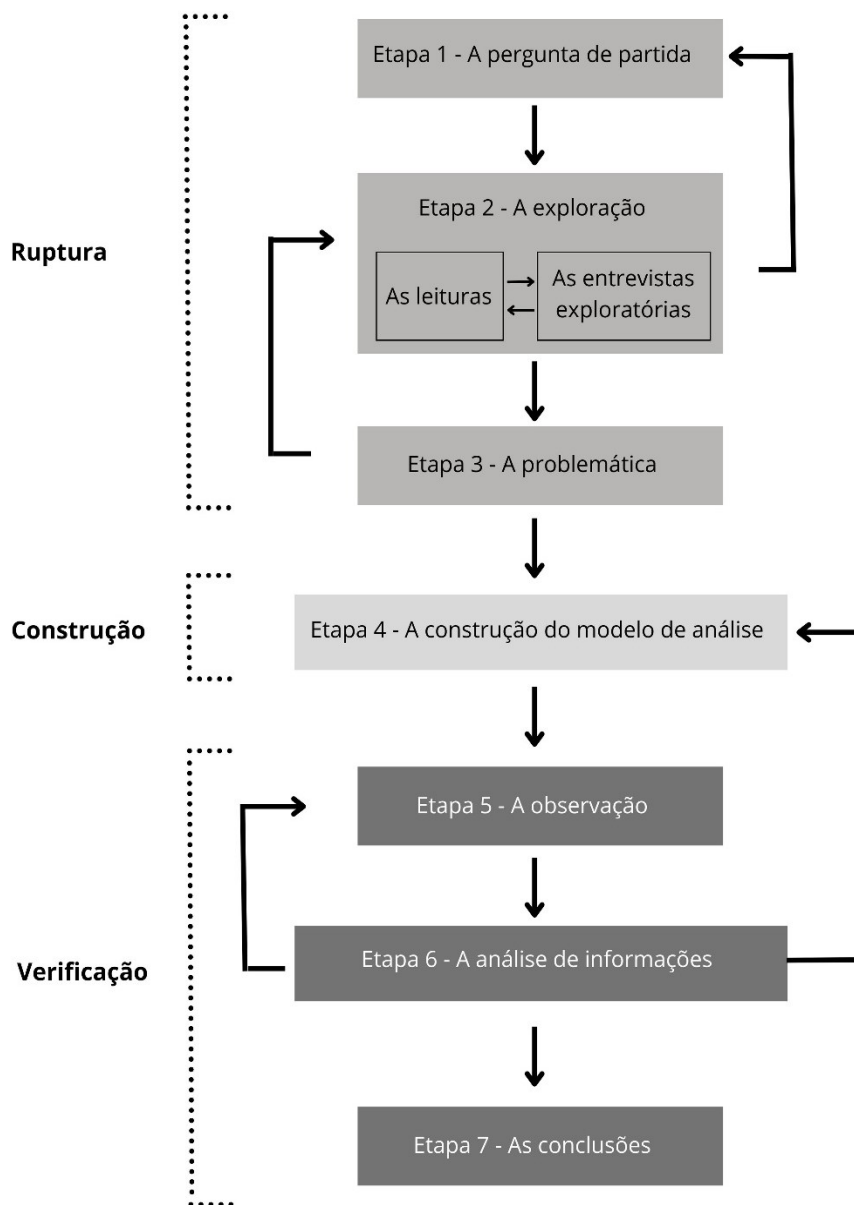 Etapa 1 - A pergunta de partida
Ruptura
Etapa 2 - A exploração
As leituras
As entrevistas
exploratórias
Etapa 3 - A problemática
Construção
Etapa 4 - A construção do modelo de análise
Verificação
Etapa 5 - A observação
Etapa 6 - A análise de informações
Etapa 7 - As conclusões